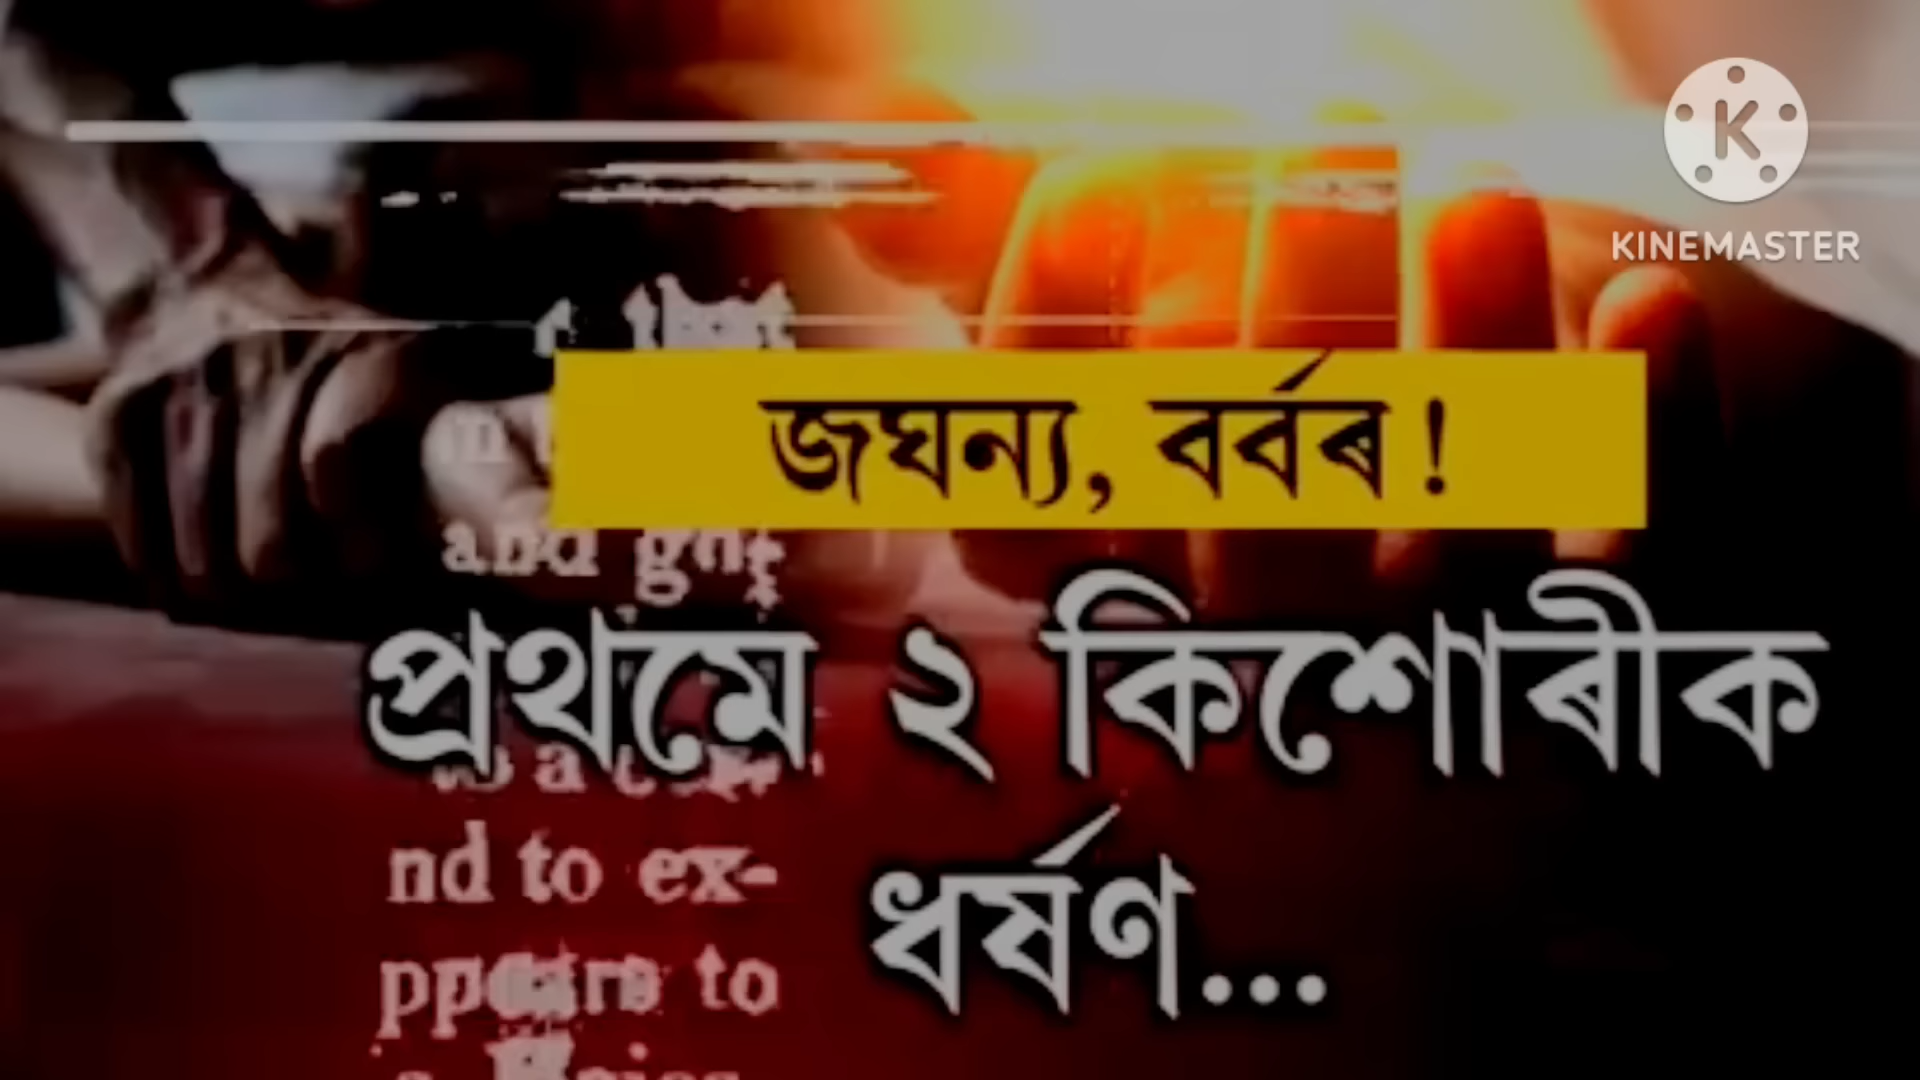 KINEMASTER
জঘন্য, বৰ্বৰ!
প্ৰথমে ২ কিশোৰীক
ধৰ্ষণ...
and
nd to ex-
to